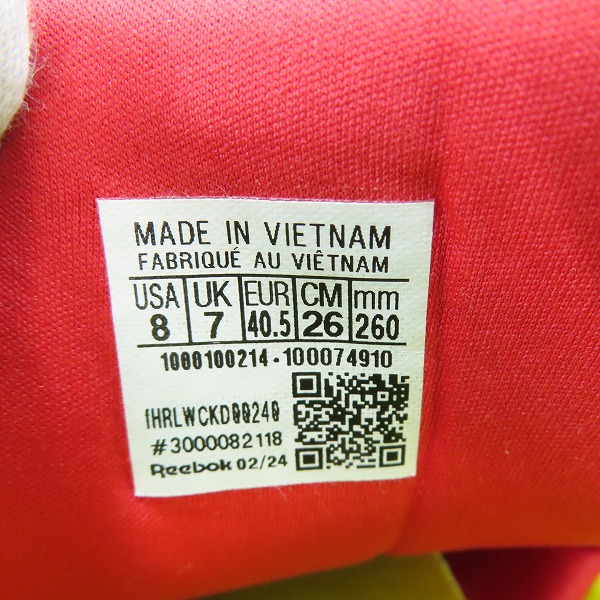 MADE IN VIETNAM
FABRIQUÉ AU VIÊTNAM
USA UK EUR CM mm
8 7 40.5 26 260
1000100214-100074910
#3000082118
Reebok 02/24